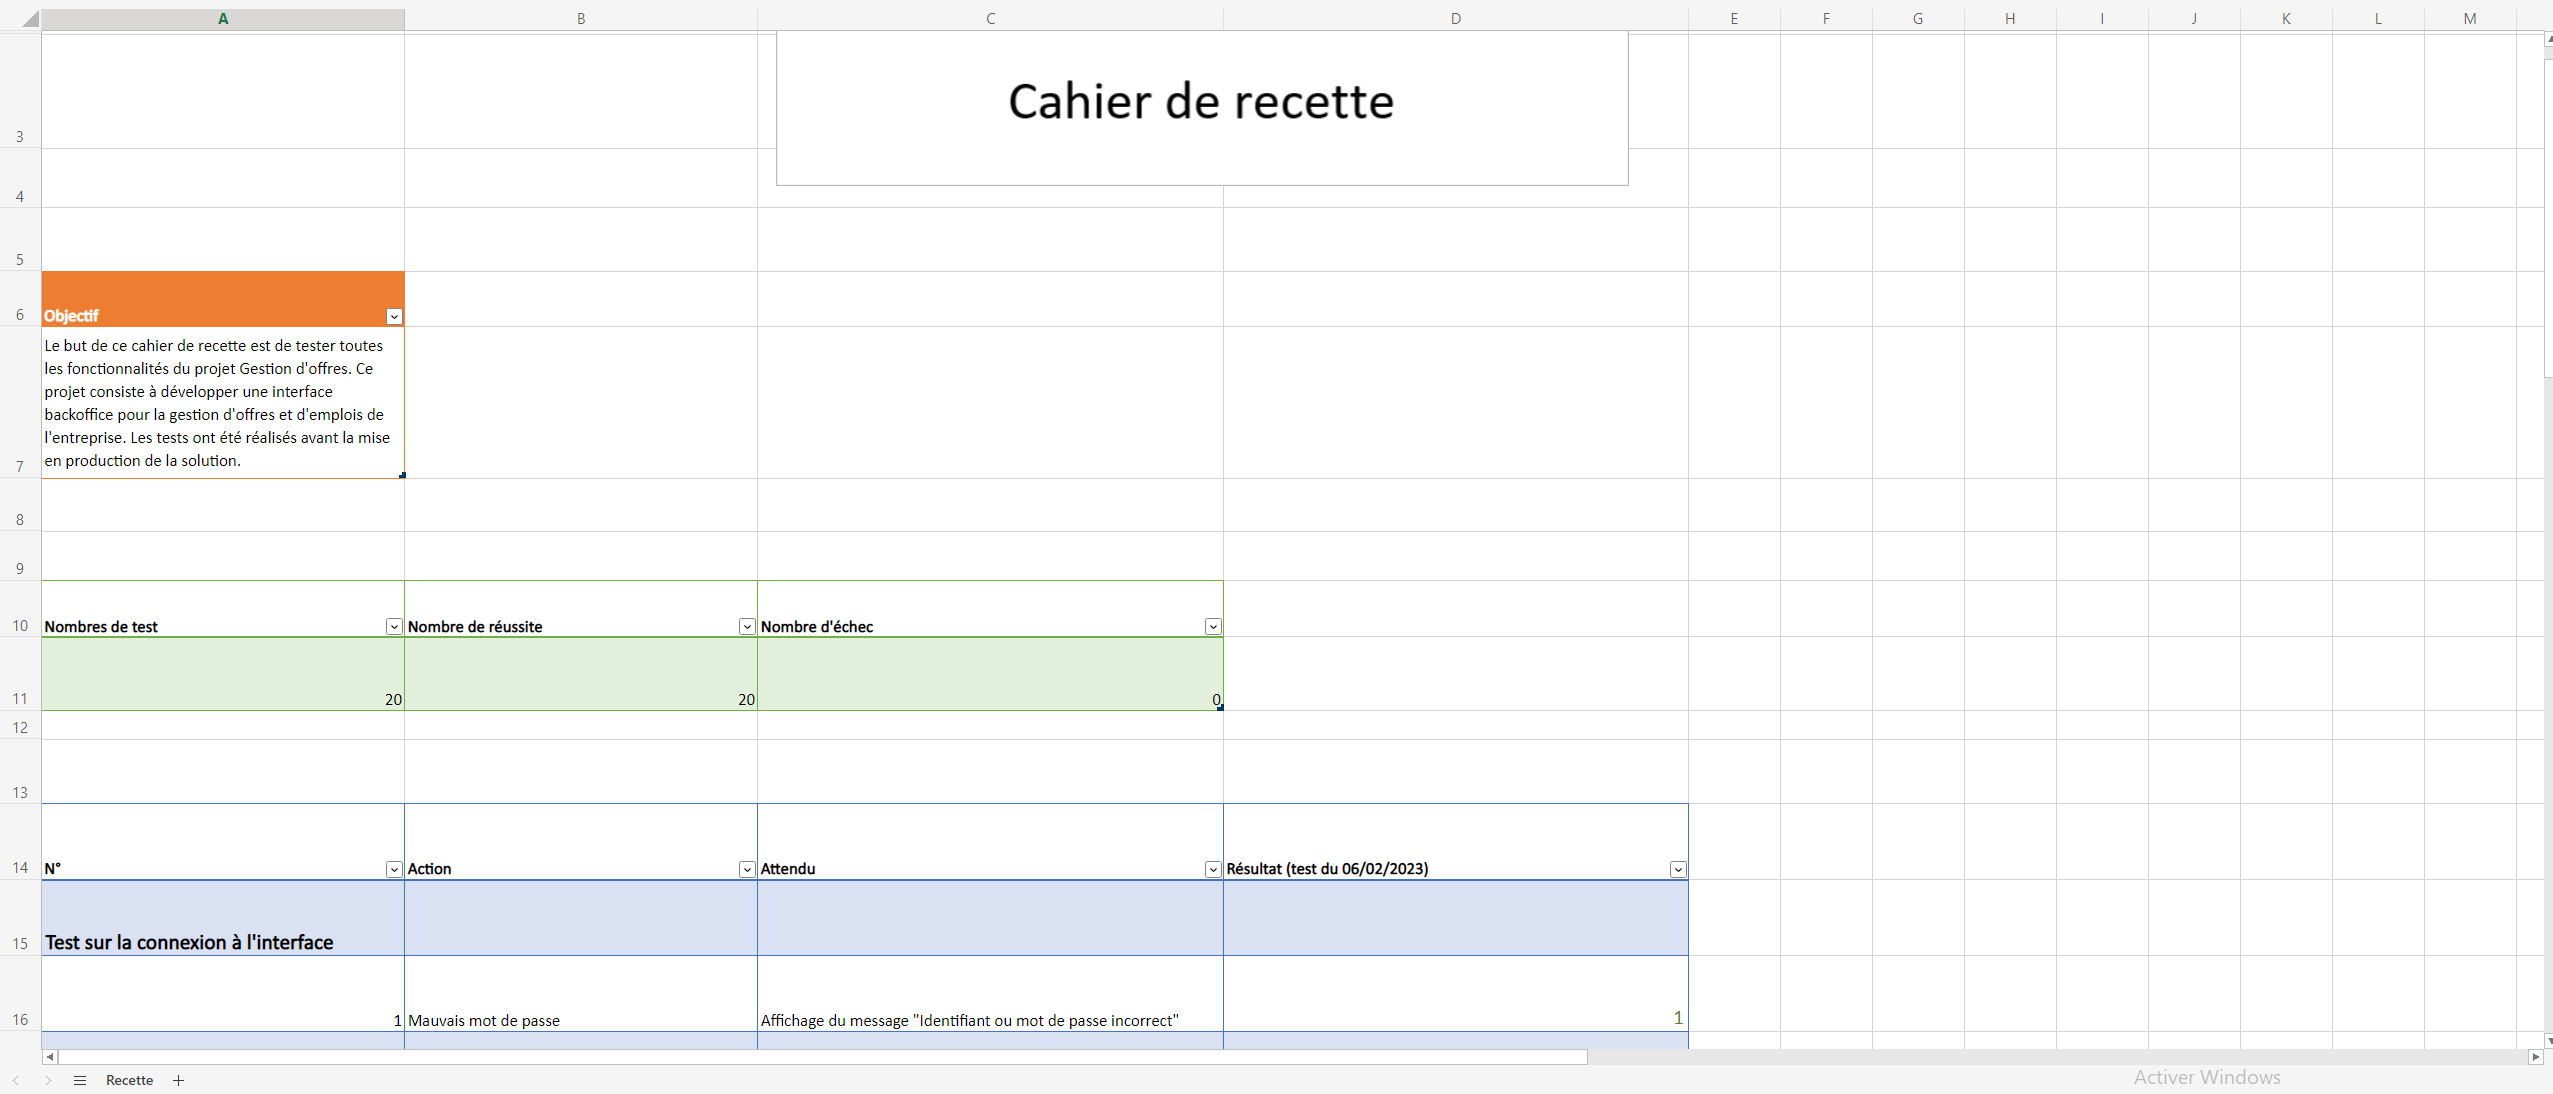 A B C D E F G H I J K L M
Cahier de recette
3
4
5
6 Objectif
Le but de ce cahier de recette est de tester toutes
les fonctionnalités du projet Gestion d'offres. Ce
projet consiste à développer une interface
backoffice pour la gestion d'offres et d'emplois de
l'entreprise. Les tests ont été réalisés avant la mise
7 en production de la solution.
8
9
10 Nombres de test Nombre de réussite Nombre d'échec
11 20 20 0
12
13
14 N° Action Attendu Résultat (test du 06/02/2023)
15 Test sur la connexion à l'interface
16 1 Mauvais mot de passe Affichage du message "Identifiant ou mot de passe incorrect" 1
Recette
Activer Windows